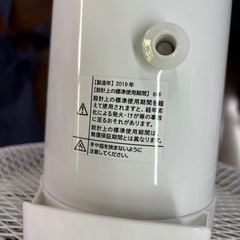 【製造年】2019年
【設計上の標準使用期間】6年
設計上の標準使用期間を超
えて使用されますと、経年劣
化による発火・けが等の事故
に至るおそれがあります。
設計上の標準使用期間は、
無償保証期間とは異なります。
手や指を挟まないように
注意してください。